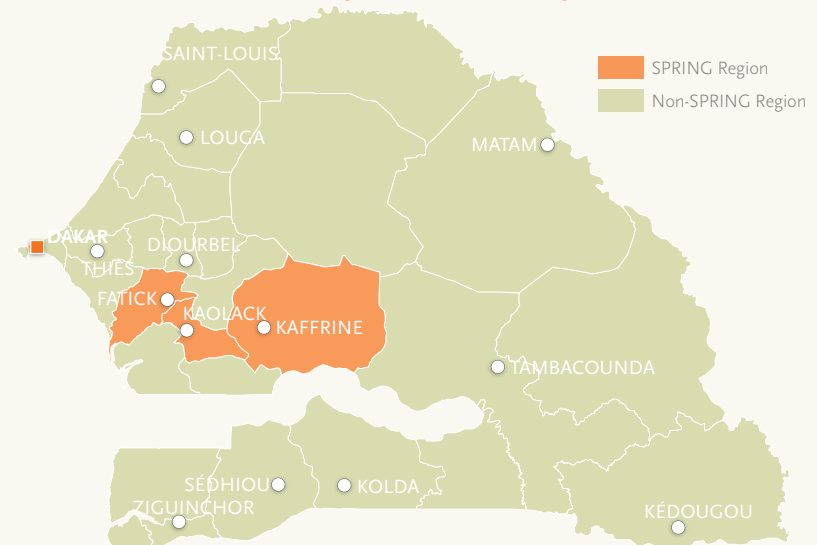 SAINT-LOUIS
SPRING Region
Non-SPRING Region
LOUGA
MATAM
DAKAR
DIOURBEL
THIÈS
FATICK
KAOLACK
KAFFRINE
TAMBACOUNDA
SÉDHIOU
KOLDA
ZIGUINCHOR
KÉDOUGOU